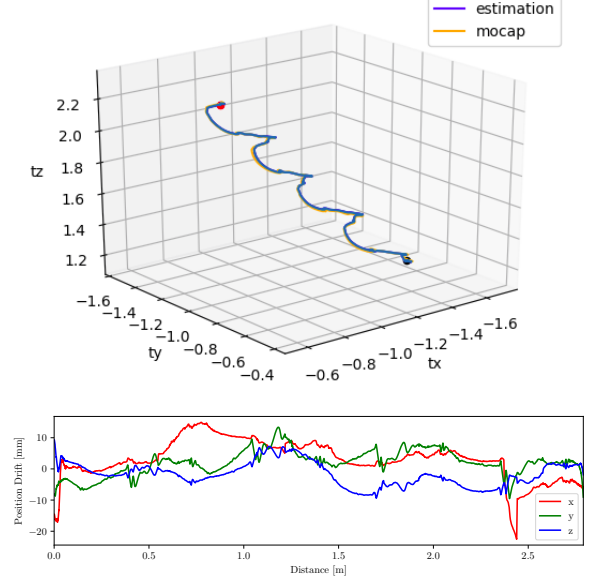 estimation
mocap
2.2
2.0
1.8
1.6
1.4
1.2
tz
−1.6
−1.4
−1.2
−1.0
−0.8
−0.6
−0.4
ty
−0.6
−0.8
−1.0
−1.2
−1.4
−1.6
tx
Position Drift [mm]
10
0
−10
−20
x
y
z
0.0 0.5 1.0 1.5 2.0 2.5
Distance [m]